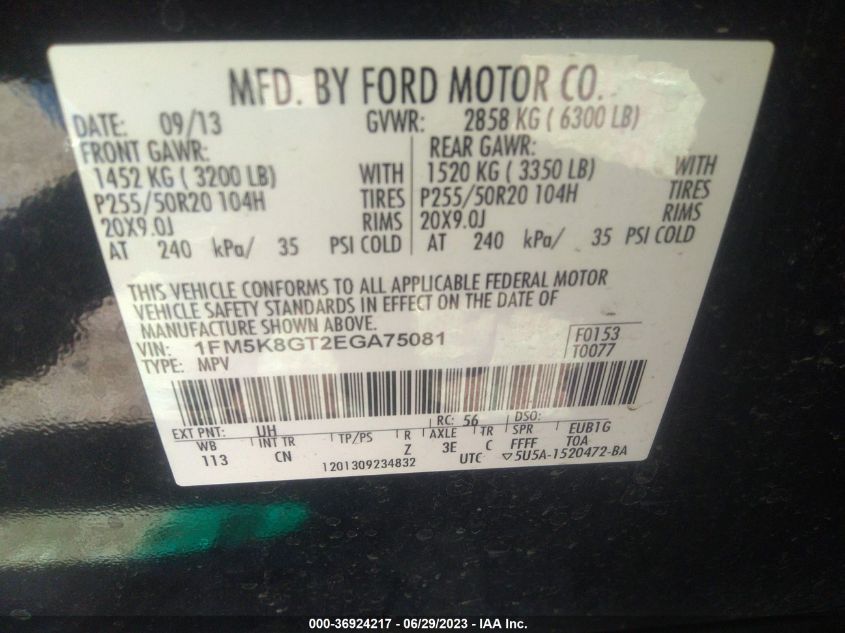 MFD. BY FORD MOTOR CO.
DATE: 09/13 GVWR: 2858 KG ( 6300 LB)
FRONT GAWR: REAR GAWR:
1452 KG ( 3200 LB) WITH 1520 KG ( 3350 LB) WITH
P255/50R20 104H TIRES P255/50R20 104H TIRES
20X9.0J RIMS 20X9.0J RIMS
AT 240 kPa/ 35 PSI COLD AT 240 kPa/ 35 PSI COLD
THIS VEHICLE CONFORMS TO ALL APPLICABLE FEDERAL MOTOR
VEHICLE SAFETY STANDARDS IN EFFECT ON THE DATE OF
MANUFACTURE SHOWN ABOVE.
VIN: 1FM5K8GT2EGA75081 F0153
TYPE: MPV T0077
EXT PNT: UH RC: 56 DSO:
WB INT TR TP/PS R AXLE TR SPR EUB1G
113 CN Z 3E C FFFF TOA
1201309234832 UTC ▽5U5A-1520472-BA
000-36924217 - 06/29/2023 - IAA Inc.